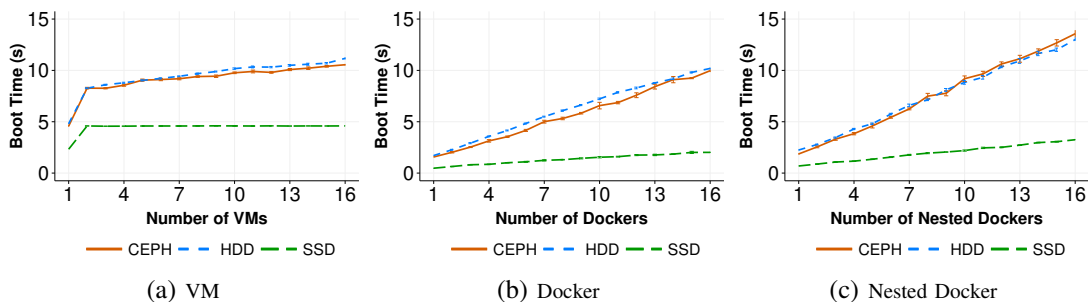 15
10
5
0
Boot Time (s)
1 4 7 10 13 16
Number of VMs
CEPH HDD SSD
(a) VM
15
10
5
0
Boot Time (s)
1 4 7 10 13 16
Number of Dockers
CEPH HDD SSD
(b) Docker
15
10
5
0
Boot Time (s)
1 4 7 10 13 16
Number of Nested Dockers
CEPH HDD SSD
(c) Nested Docker